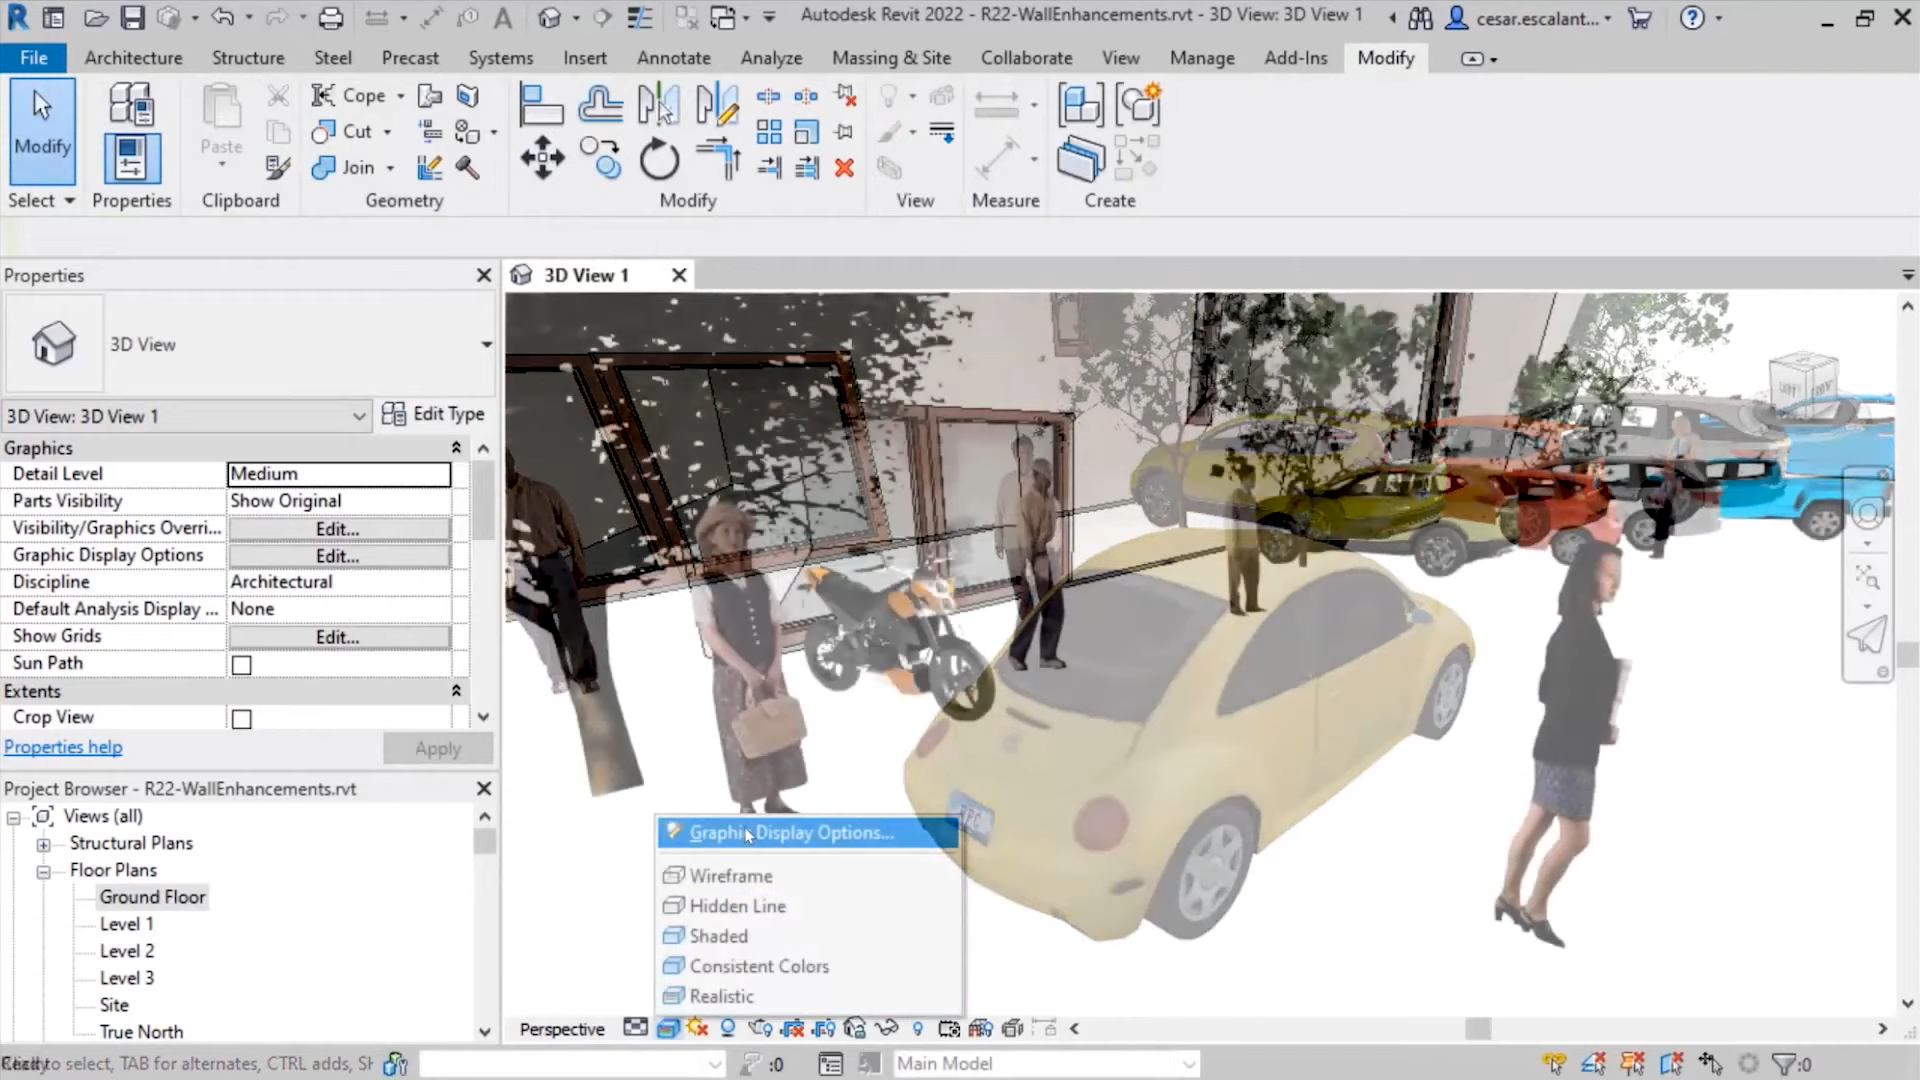 Autodesk Revit 2022 - R22-WallEnhancements.rvt - 3D View: 3D View 1
cesar.escalant...
File Architecture Structure Steel Precast Systems Insert Annotate Analyze Massing & Site Collaborate View Manage Add-Ins Modify
Modify
Paste
Cope
Cut
Join
Select Properties Clipboard Geometry Modify View Measure Create
Properties
3D View 1
3D View
3D View: 3D View 1
Edit Type
Graphics
Detail Level Medium
Parts Visibility Show Original
Visibility/Graphics Overri... Edit...
Graphic Display Options Edit...
Discipline Architectural
Default Analysis Display ... None
Show Grids Edit...
Sun Path
Extents
Crop View
Properties help
Apply
Project Browser - R22-WallEnhancements.rvt
Views (all)
Structural Plans
Floor Plans
Ground Floor
Level 1
Level 2
Level 3
Site
True North
RPC
Graphic Display Options...
Wireframe
Hidden Line
Shaded
Consistent Colors
Realistic
Perspective
to select, TAB for alternates, CTRL adds, SH
:0
Main Model
:0